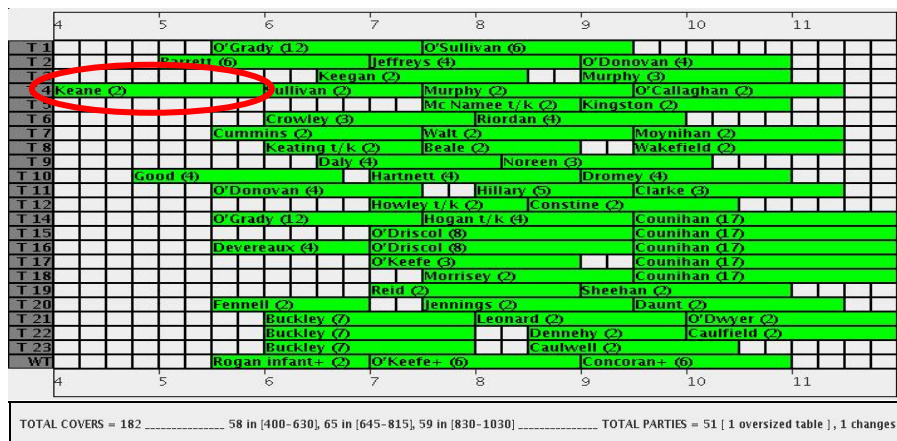 4 5 6 7 8 9 10 11
T 1 O'Grady (12) O'Sullivan (6)
T 2 Barrett (6) Jeffreys (4) O'Donovan (4)
Keegan (2) Murphy (3)
4 Keane (2) Sullivan (2) Murphy (2) O'Callaghan (2)
Mc Namee t/k (2) Kingston (2)
T 6 Crowley (3) Riordan (4)
T 7 Cummins (2) Walt (2) Moynihan (2)
T 8 Keating t/k (2) Beale (2) Wakefield (2)
T 9 Daly (4) Noreen (3)
T 10 Good (4) Hartnett (4) Dromey (4)
T 11 O'Donovan (4) Hillary (5) Clarke (3)
T 12 Howley t/k (2) Constine (2)
T 14 O'Grady (12) Hogan t/k (4) Counihan (17)
T 15 O'Driscol (8) Counihan (17)
T 16 Devereaux (4) O'Driscol (8) Counihan (17)
T 17 O'Keefe (3) Counihan (17)
T 18 Morrisey (2) Counihan (17)
T 19 Reid (2) Sheehan (2)
T 20 Fennell (2) Jennings (2) Daunt (2)
T 21 Buckley (7) Leonard (2) O'Dwyer (2)
T 22 Buckley (7) Dennehy (2) Caulfield (2)
T 23 Buckley (7) Caulwell (2)
WT Rogan infant+ (2) O'Keefe+ (6) Concoran+ (6)
4 5 6 7 8 9 10 11
TOTAL COVERS = 182 _______________ 58 in [400-630], 65 in [645-815], 59 in [830-1030] _______________ TOTAL PARTIES = 51 [ 1 oversized table ] , 1 changes